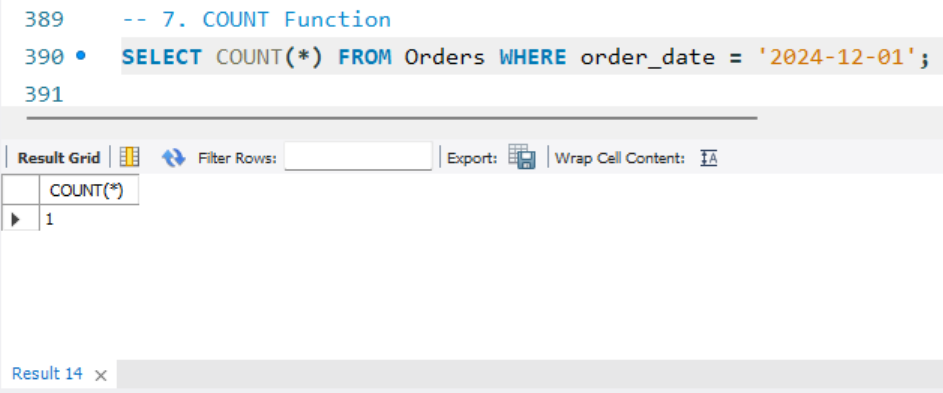 389 -- 7. COUNT Function
390 SELECT COUNT(*) FROM Orders WHERE order_date = '2024-12-01';
391
Result Grid Filter Rows: Export: Wrap Cell Content: IA
COUNT(*)
1
Result 14 ×